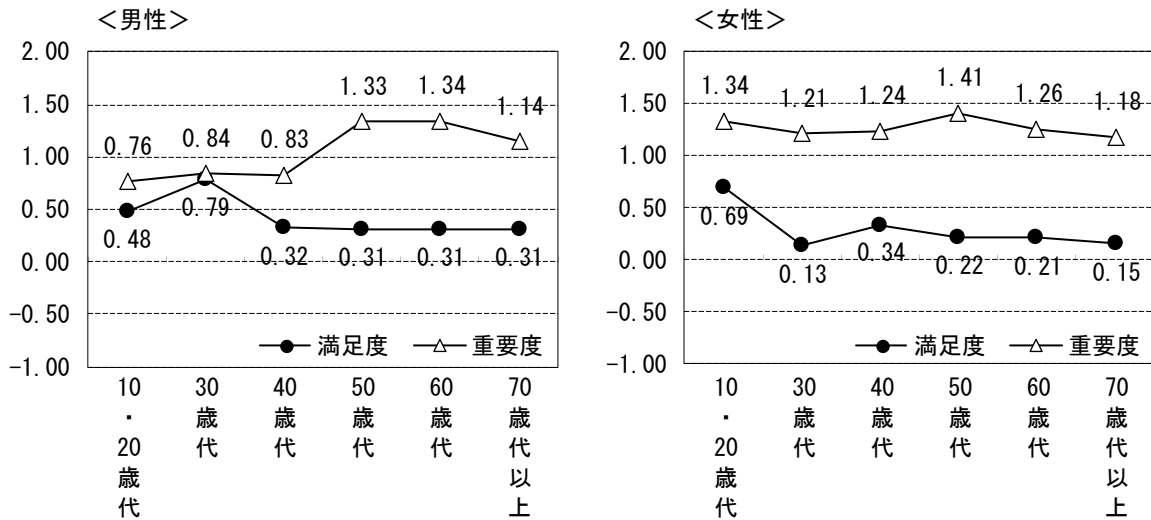 ＜男性＞
2.00
1.50
1.00
0.50
0.00
-0.50
-1.00
0.76
0.84
0.83
1.33
1.34
1.14
0.48
0.79
0.32
0.31
0.31
0.31
満足度
重要度
10・20歳代
30歳代
40歳代
50歳代
60歳代
70歳代以上
＜女性＞
2.00
1.50
1.00
0.50
0.00
-0.50
-1.00
1.34
1.21
1.24
1.41
1.26
1.18
0.69
0.13
0.34
0.22
0.21
0.15
満足度
重要度
10・20歳代
30歳代
40歳代
50歳代
60歳代
70歳代以上